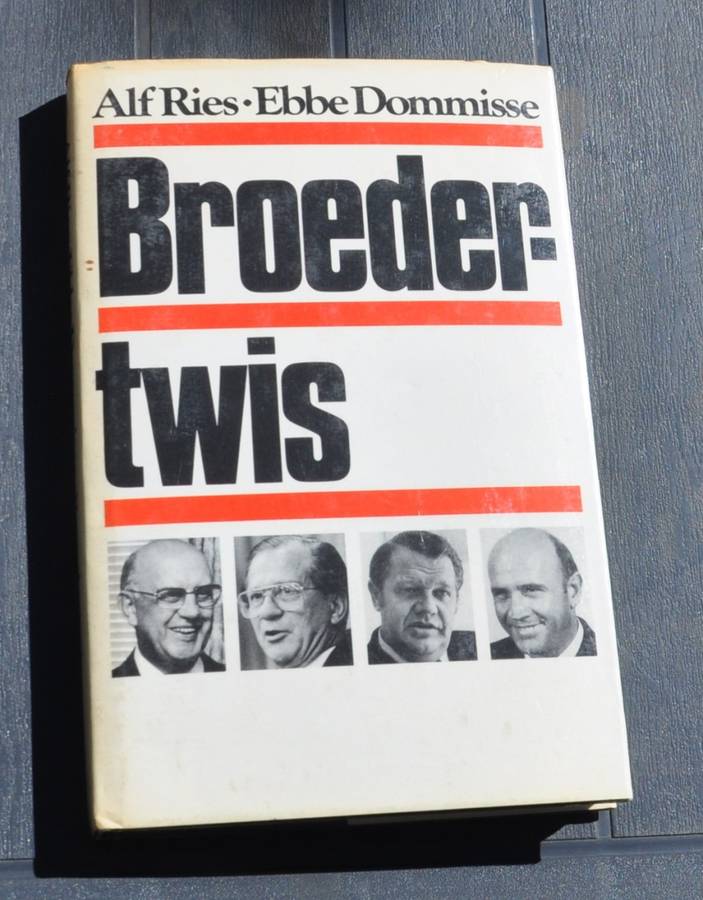 Alf Ries • Ebbe Dommisse
Broeder-
twis